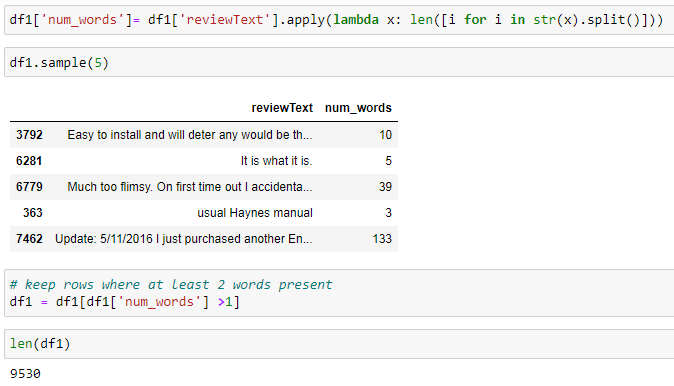 df1['num_words']= df1['reviewText'].apply(lambda x: len([i for i in str(x).split()]))
df1.sample(5)
reviewText num_words
3792 Easy to install and will deter any would be th... 10
6281 It is what it is. 5
6779 Much too flimsy. On first time out I accidenta... 39
363 usual Haynes manual 3
7462 Update: 5/11/2016 I just purchased another En... 133
# keep rows where at least 2 words present
df1 = df1[df1['num_words'] >1]
len(df1)
9530